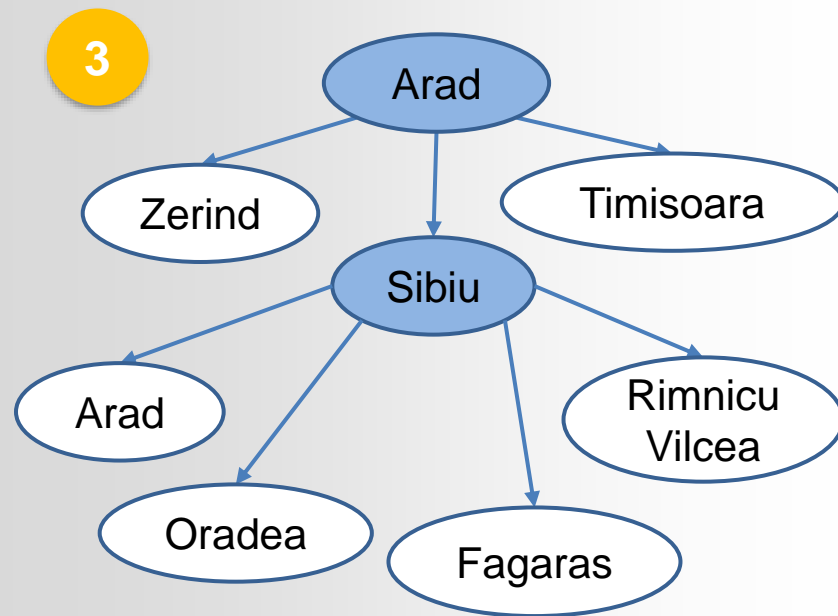 3
Arad
Zerind
Timisoara
Sibiu
Arad
Rimnicu
Vilcea
Oradea
Fagaras